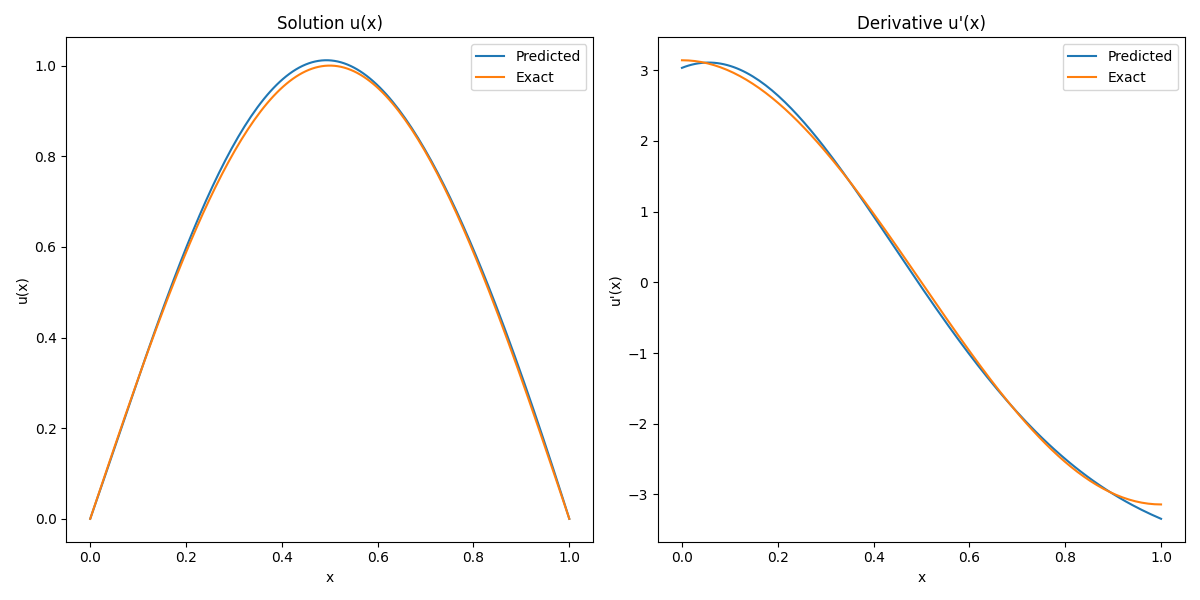 Solution u(x)
Predicted
Exact
1.0
0.8
0.6
0.4
0.2
0.0
u(x)
0.0 0.2 0.4 0.6 0.8 1.0
x
Derivative u'(x)
Predicted
Exact
3
2
1
0
−1
−2
−3
u'(x)
0.0 0.2 0.4 0.6 0.8 1.0
x